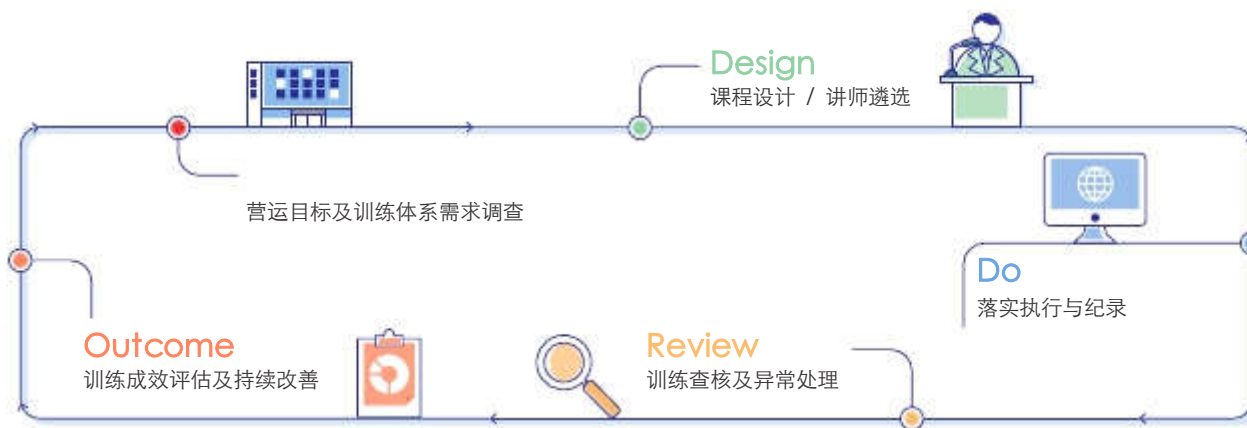 营运目标及训练体系需求调查
Design
课程设计 / 讲师遴选
Do
落实执行与纪录
Review
训练查核及异常处理
Outcome
训练成效评估及持续改善